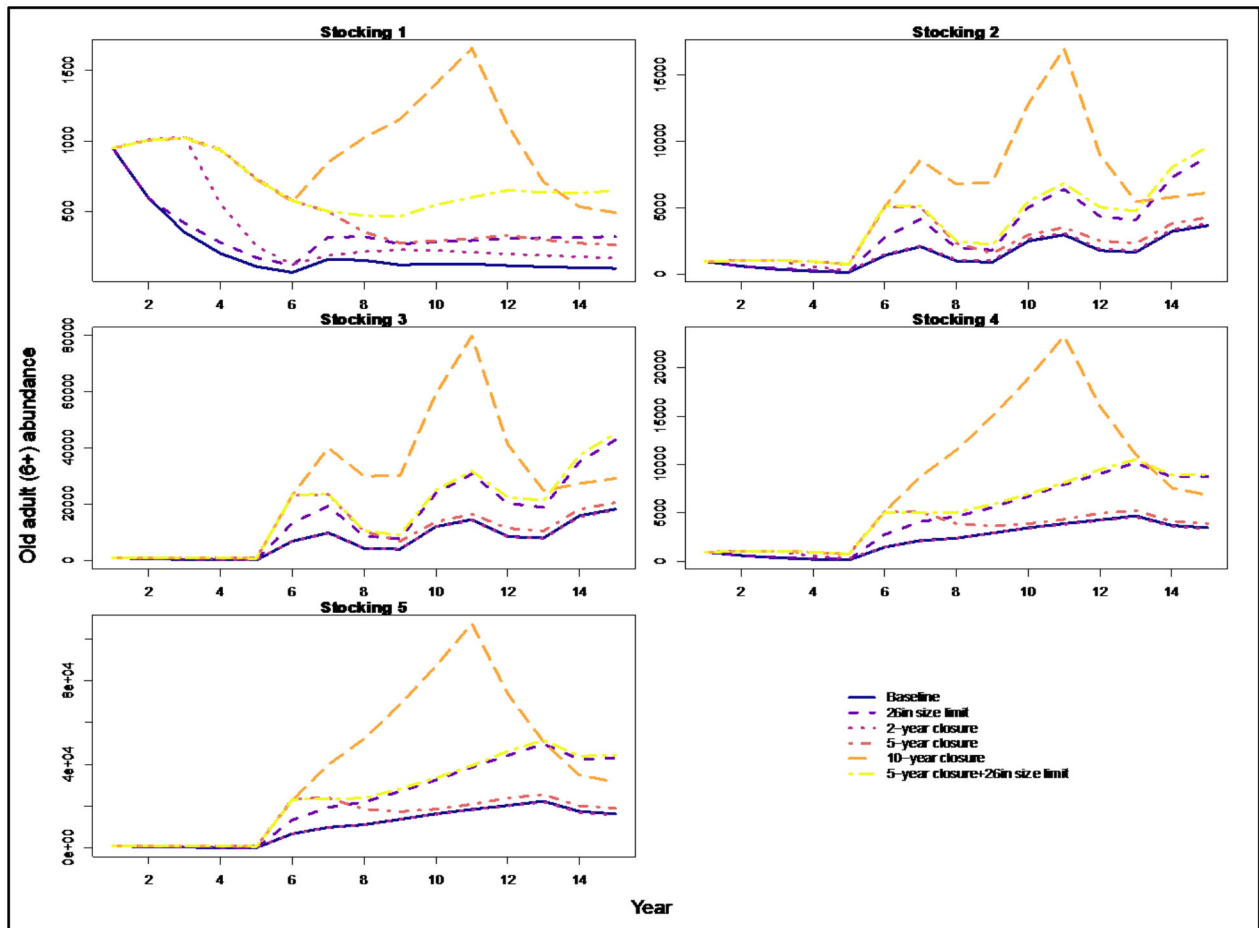 Stocking 1
1500
1000
500
2 4 6 8 10 12 14
Stocking 2
15000
10000
5000
0
2 4 6 8 10 12 14
Stocking 3
80000
60000
40000
20000
0
2 4 6 8 10 12 14
Stocking 4
20000
15000
10000
5000
0
2 4 6 8 10 12 14
Stocking 5
8e+04
4e+04
0e+00
2 4 6 8 10 12 14
Old adult (6+) abundance
Year
Baseline
26in size limit
2-year closure
5-year closure
10-year closure
5-year closure+26in size limit